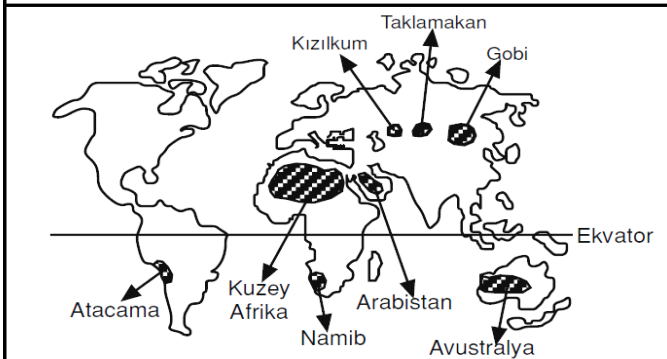 Taklamakan
Kızılkum
Gobi
Ekvator
Atacama
Kuzey
Afrika
Namib
Arabistan
Avustralya